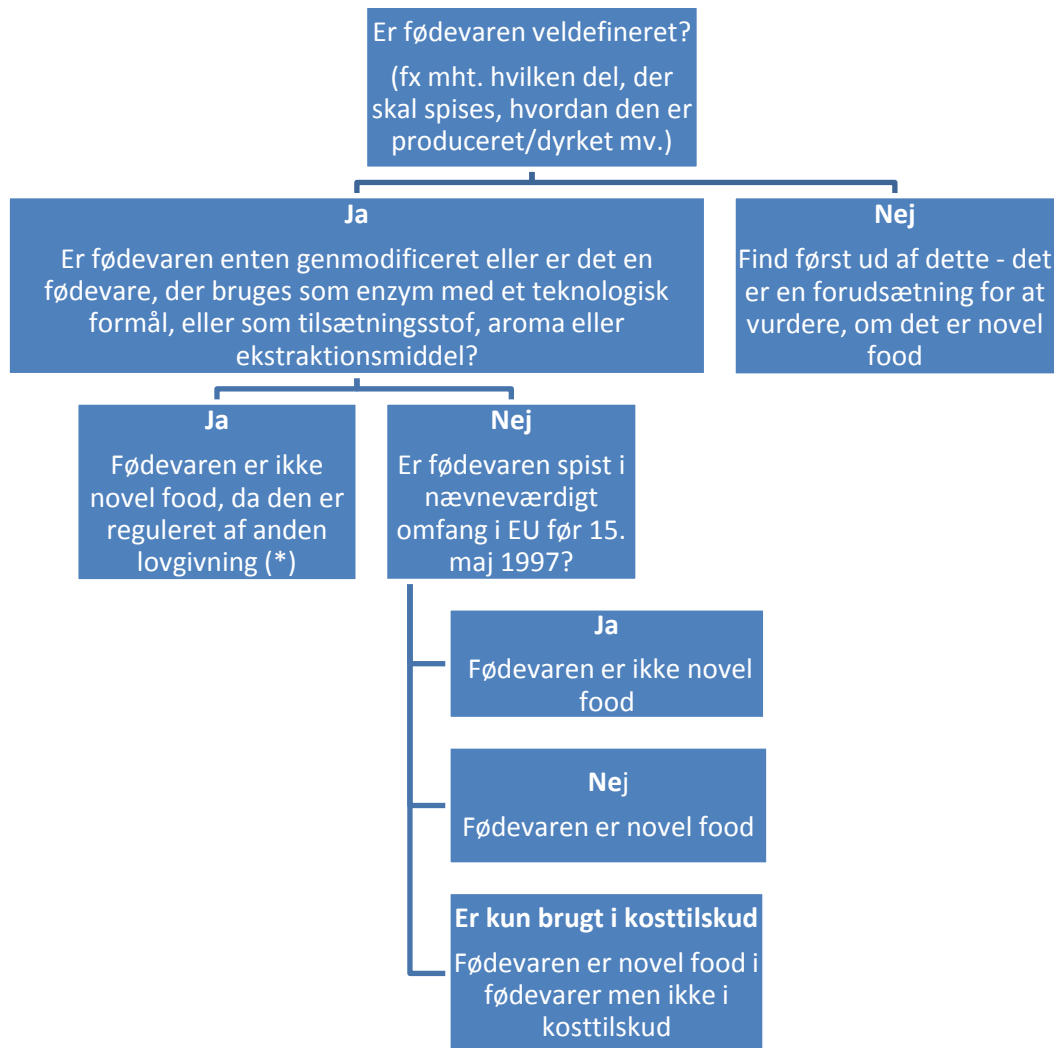 Er fødevaren veldefineret?
(fx mht. hvilken del, der
skal spises, hvordan den er
produceret/dyrket mv.)
Ja
Er fødevaren enten genmodificeret eller er det en
fødevare, der bruges som enzym med et teknologisk
formål, eller som tilsætningsstof, aroma eller
ekstraktionsmiddel?
Nej
Find først ud af dette - det
er en forudsætning for at
vurdere, om det er novel
food
Ja
Fødevaren er ikke
novel food, da den er
reguleret af anden
lovgivning (*)
Nej
Er fødevaren spist i
nævneværdigt
omfang i EU før 15.
maj 1997?
Ja
Fødevaren er ikke novel
food
Nej
Fødevaren er novel food
Er kun brugt i kosttilskud
Fødevaren er novel food i
fødevarer men ikke i
kosttilskud